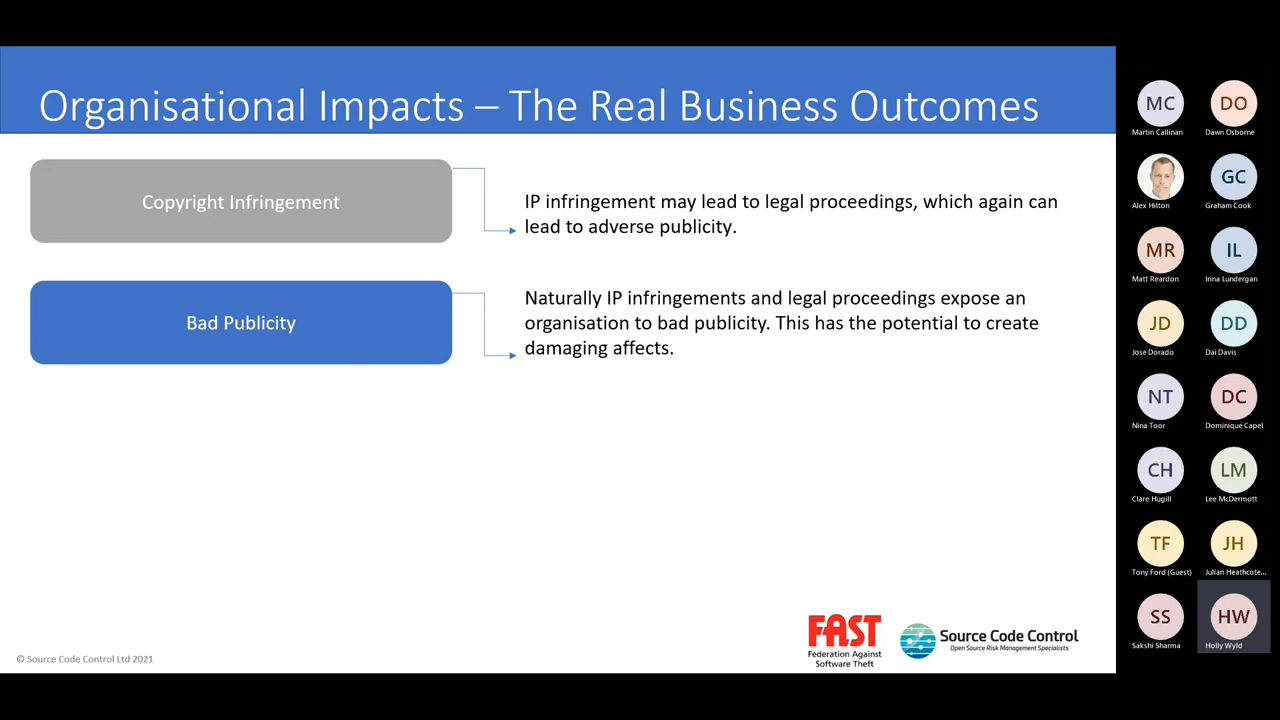 Organisational Impacts – The Real Business Outcomes
Copyright Infringement
IP infringement may lead to legal proceedings, which again can
lead to adverse publicity.
Bad Publicity
Naturally IP infringements and legal proceedings expose an
organisation to bad publicity. This has the potential to create
damaging affects.
FAST
Federation Against
Software Theft
Source Code Control
Open Source Risk Management Specialists
© Source Code Control Ltd 2021
MC
Martin Callinan
DO
Dawn Osborne
Alex Hilton
GC
Graham Cook
MR
Matt Reardon
IL
Irina Lundergan
JD
Jose Dorado
DD
Dai Davis
NT
Nina Toor
DC
Dominique Capel
CH
Clare Hugill
LM
Lee McDermott
TF
Tony Ford (Guest)
JH
Julian Heathcote...
SS
Sakshi Sharma
HW
Holly Wyld